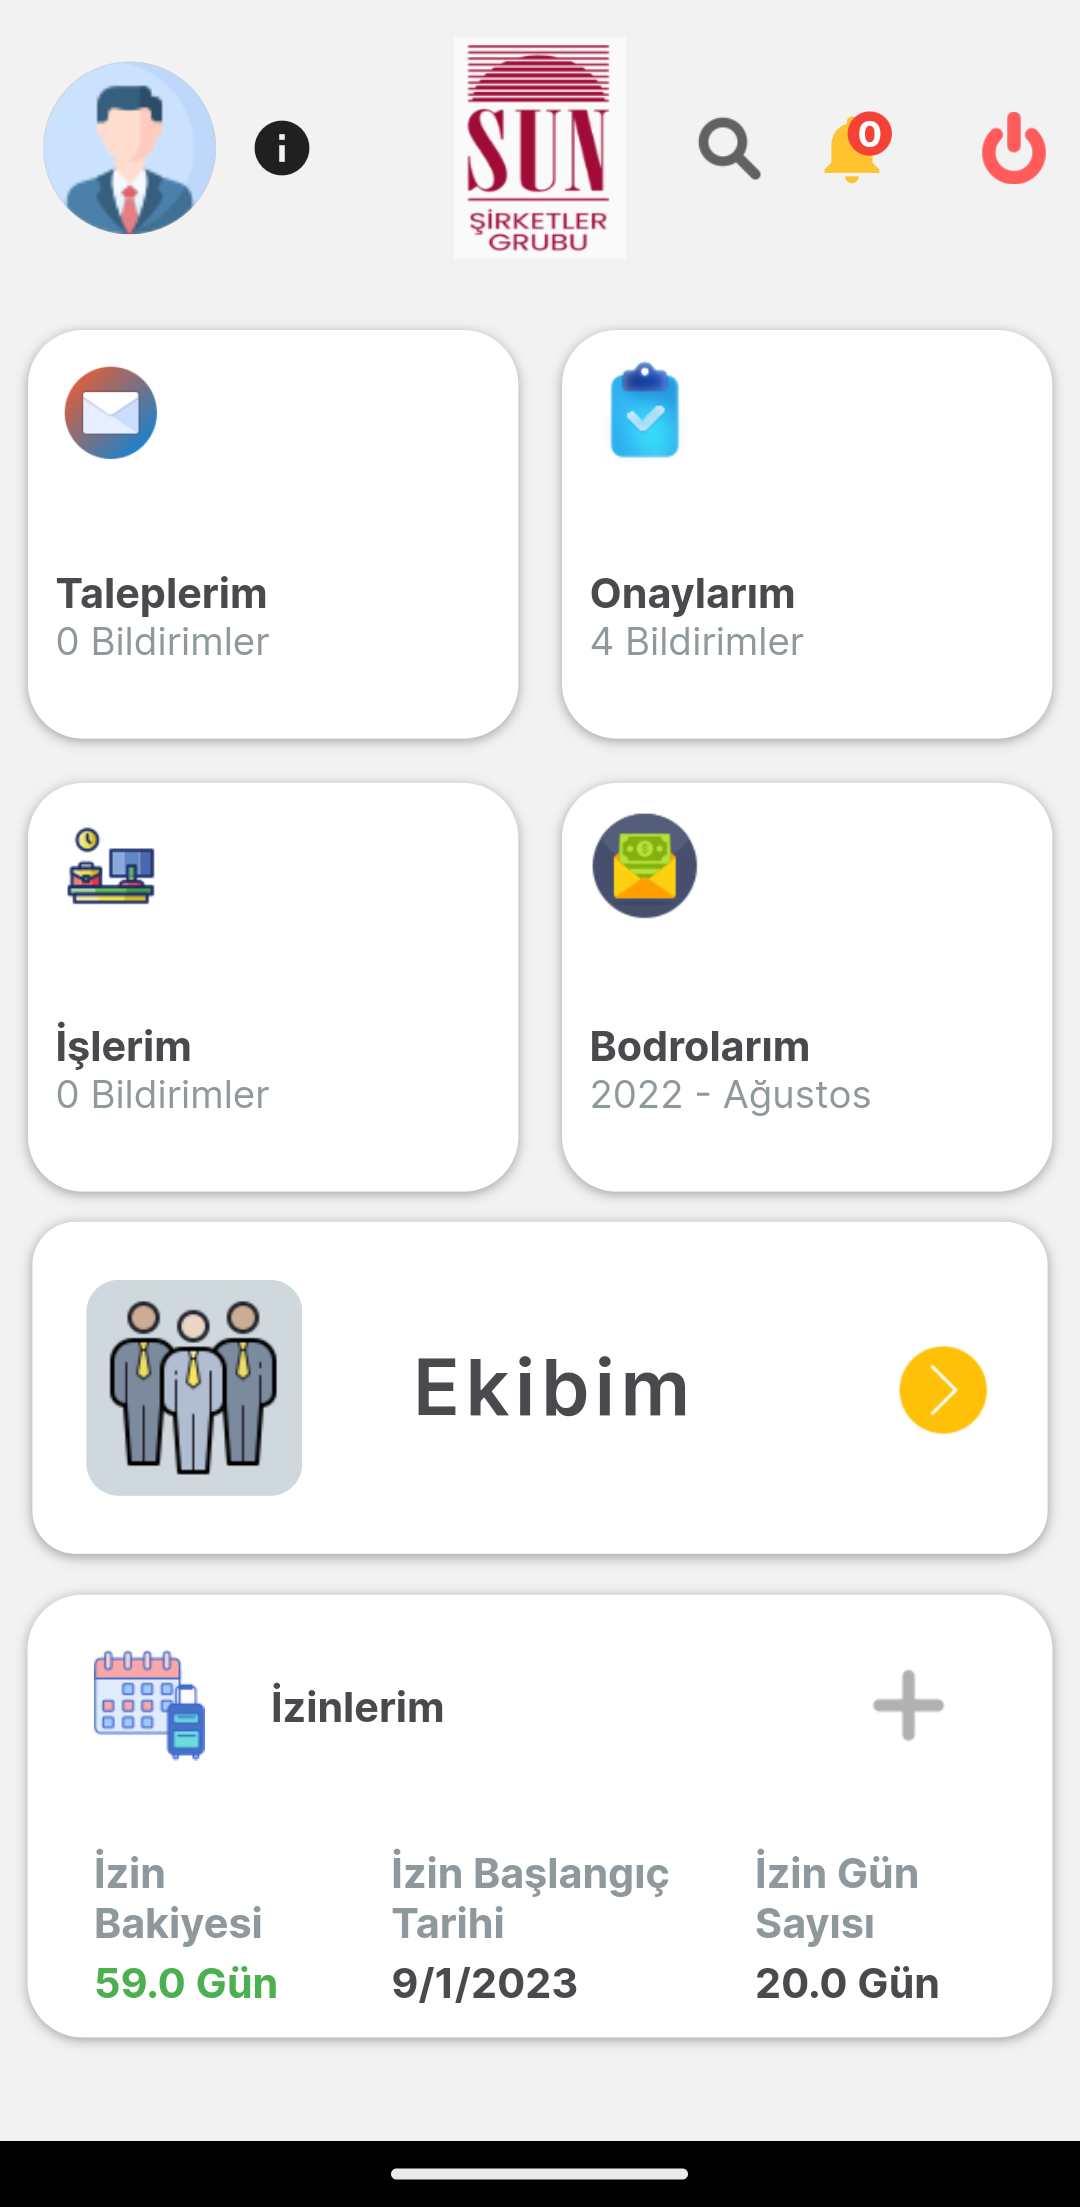 SUN
ŞİRKETLER
GRUBU
0
Taleplerim
0 Bildirimler
Onaylarım
4 Bildirimler
İşlerim
0 Bildirimler
Bodrolarım
2022 - Ağustos
Ekibim
İzinlerim
İzin
Bakiyesi
59.0 Gün
İzin Başlangıç
Tarihi
9/1/2023
İzin Gün
Sayısı
20.0 Gün